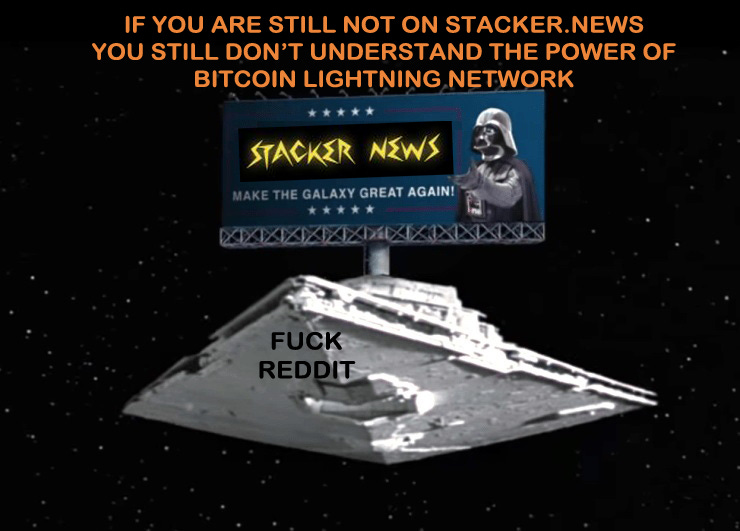 IF YOU ARE STILL NOT ON STACKER.NEWS
YOU STILL DON'T UNDERSTAND THE POWER OF
BITCOIN LIGHTNING NETWORK
STACKER NEWS
MAKE THE GALAXY GREAT AGAIN!
FUCK
REDDIT